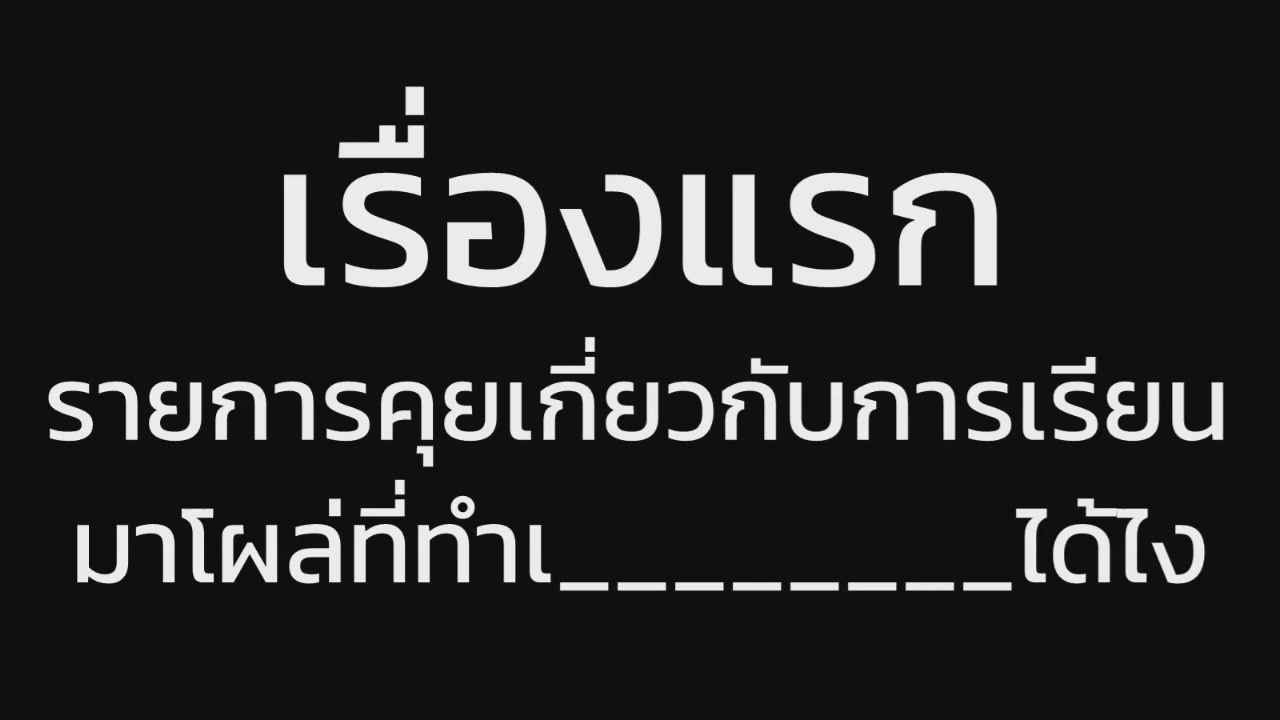 เรื่องแรก
รายการคุยเกี่ยวกับการเรียน
มาโผล่ที่ทำเ________ได้ไง